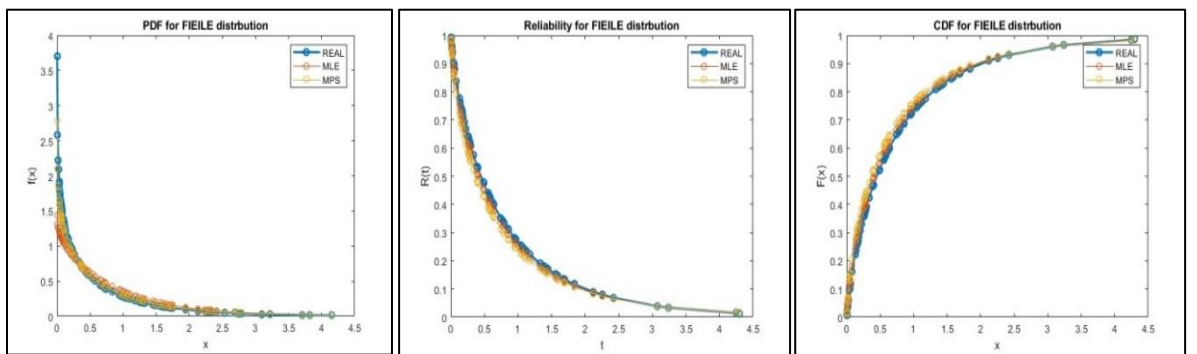 PDF for FIEILE distrbution
4
3.5
3
2.5
2
1.5
1
0.5
0
f(x)
0 0.5 1 1.5 2 2.5 3 3.5 4 4.5
x
REAL
MLE
MPS
Reliability for FIEILE distrbution
1
0.9
0.8
0.7
0.6
0.5
0.4
0.3
0.2
0.1
0
R(t)
0 0.5 1 1.5 2 2.5 3 3.5 4 4.5
t
REAL
MLE
MPS
CDF for FIEILE distrbution
1
0.9
0.8
0.7
0.6
0.5
0.4
0.3
0.2
0.1
0
F(x)
0 0.5 1 1.5 2 2.5 3 3.5 4 4.5
x
REAL
MLE
MPS